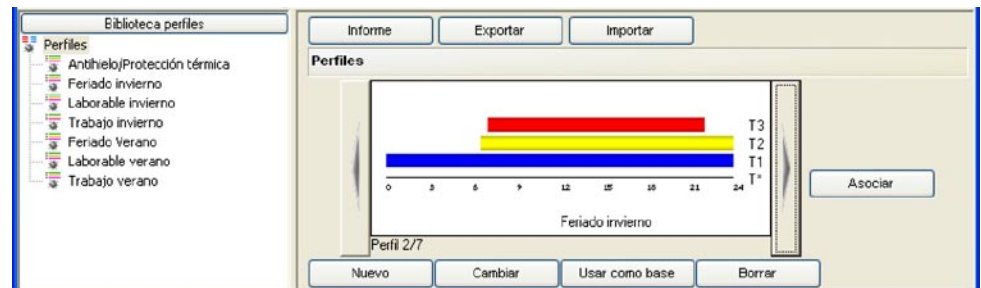 Biblioteca perfiles
Perfiles
Antihielo/Protección térmica
Feriado invierno
Laborable invierno
Trabajo invierno
Feriado Verano
Laborable verano
Trabajo verano
Informe Exportar Importar
Perfiles
T3
T2
T1
T*
0 3 6 9 12 15 18 21 24
Feriado invierno
Asociar
Perfil 2/7
Nuevo Cambiar Usar como base Borrar